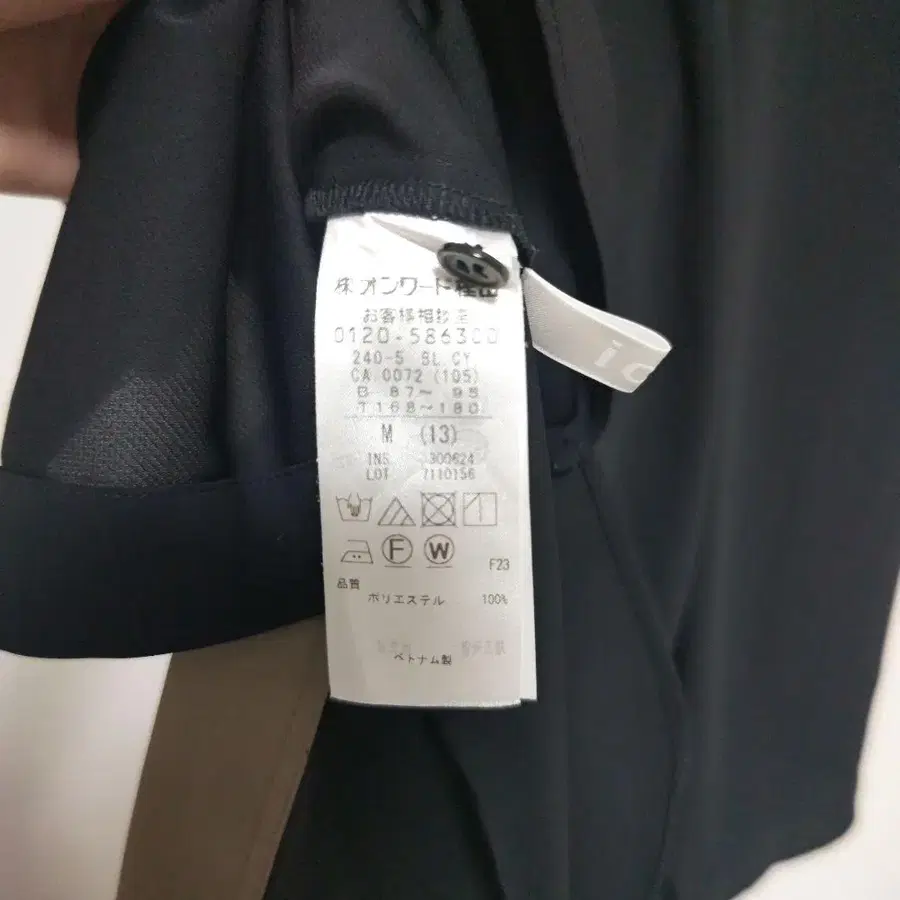 株オンワード樫山
お客様相談室
0120-586300
240-5 BL CY
CA 0072 (105)
B 87～95
T168～180
M (13)
INS 300624
LOT 7110156
F
W
F23
品質
ポリエステル 100%
ベトナム製